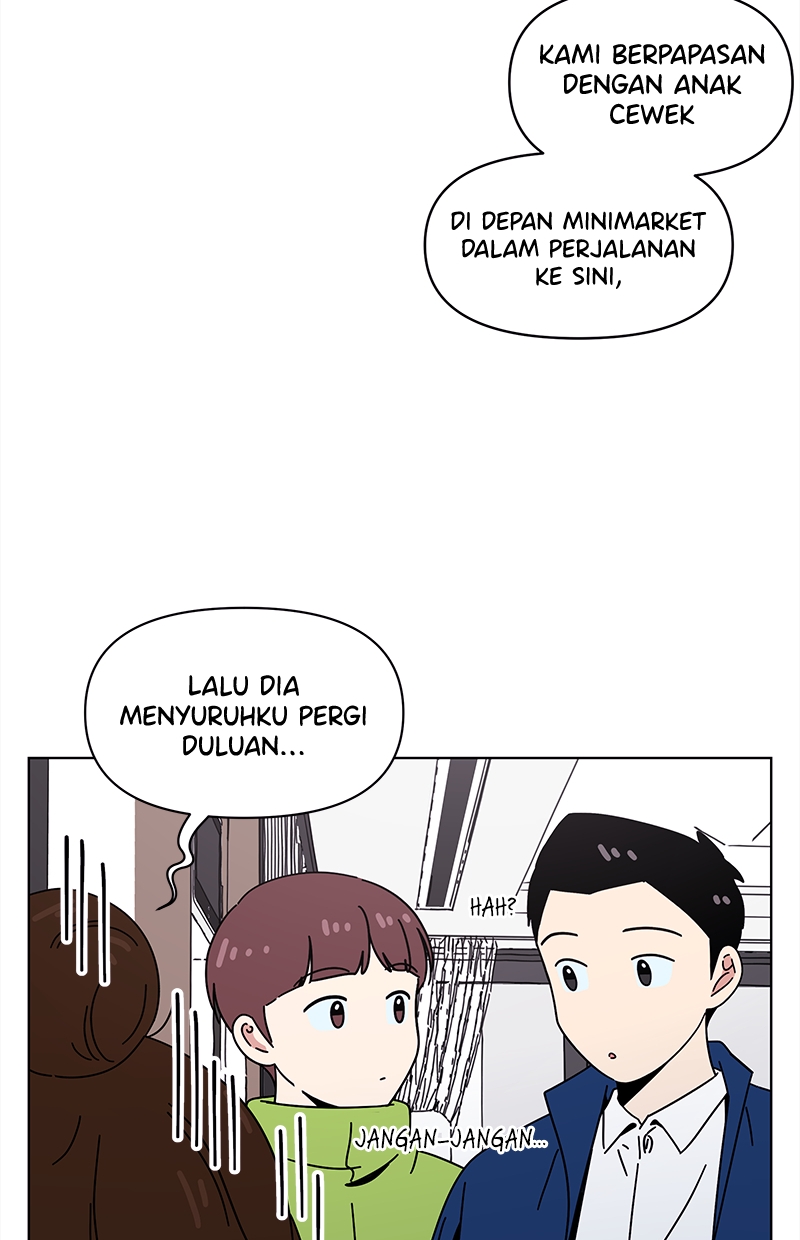 KAMI BERPAPASAN
DENGAN ANAK
CEWEK
DI DEPAN MINIMARKET
DALAM PERJALANAN
KE SINI,
LALU DIA
MENYURUHKU PERGI
DULUAN...
HAH?
JANGAN-JANGAN...